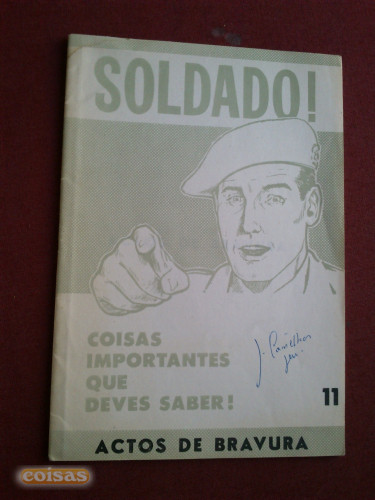 SOLDADO!
COISAS
IMPORTANTES
QUE
DEVES SABER!
11
ACTOS DE BRAVURA
coisas